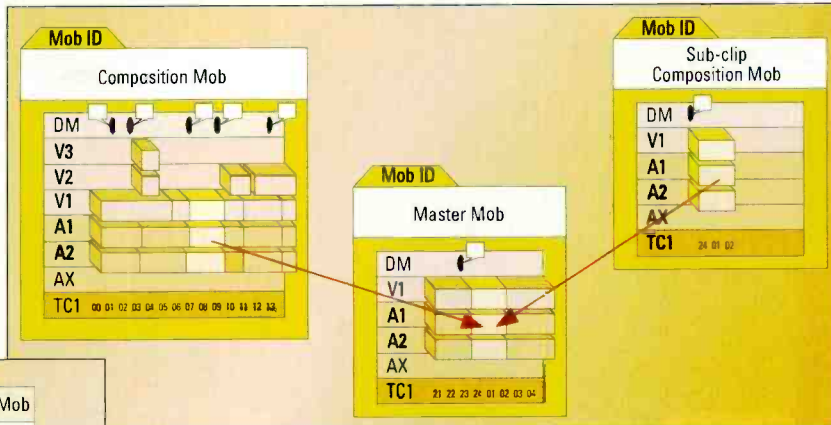 Mob ID
Compcsition Mob
DM
V3
V2
V1
A1
A2
AX
TC1 00 01 02 03 04 05 06 07 08 09 10 11 12 13
Mob ID
Master Mob
DM
V1
A1
A2
AX
TC1 21 22 23 24 01 02 03 04
Mob ID
Sub-clip
Composition Mob
DM
V1
A1
A2
AX
TC1 24 01 02
Mob